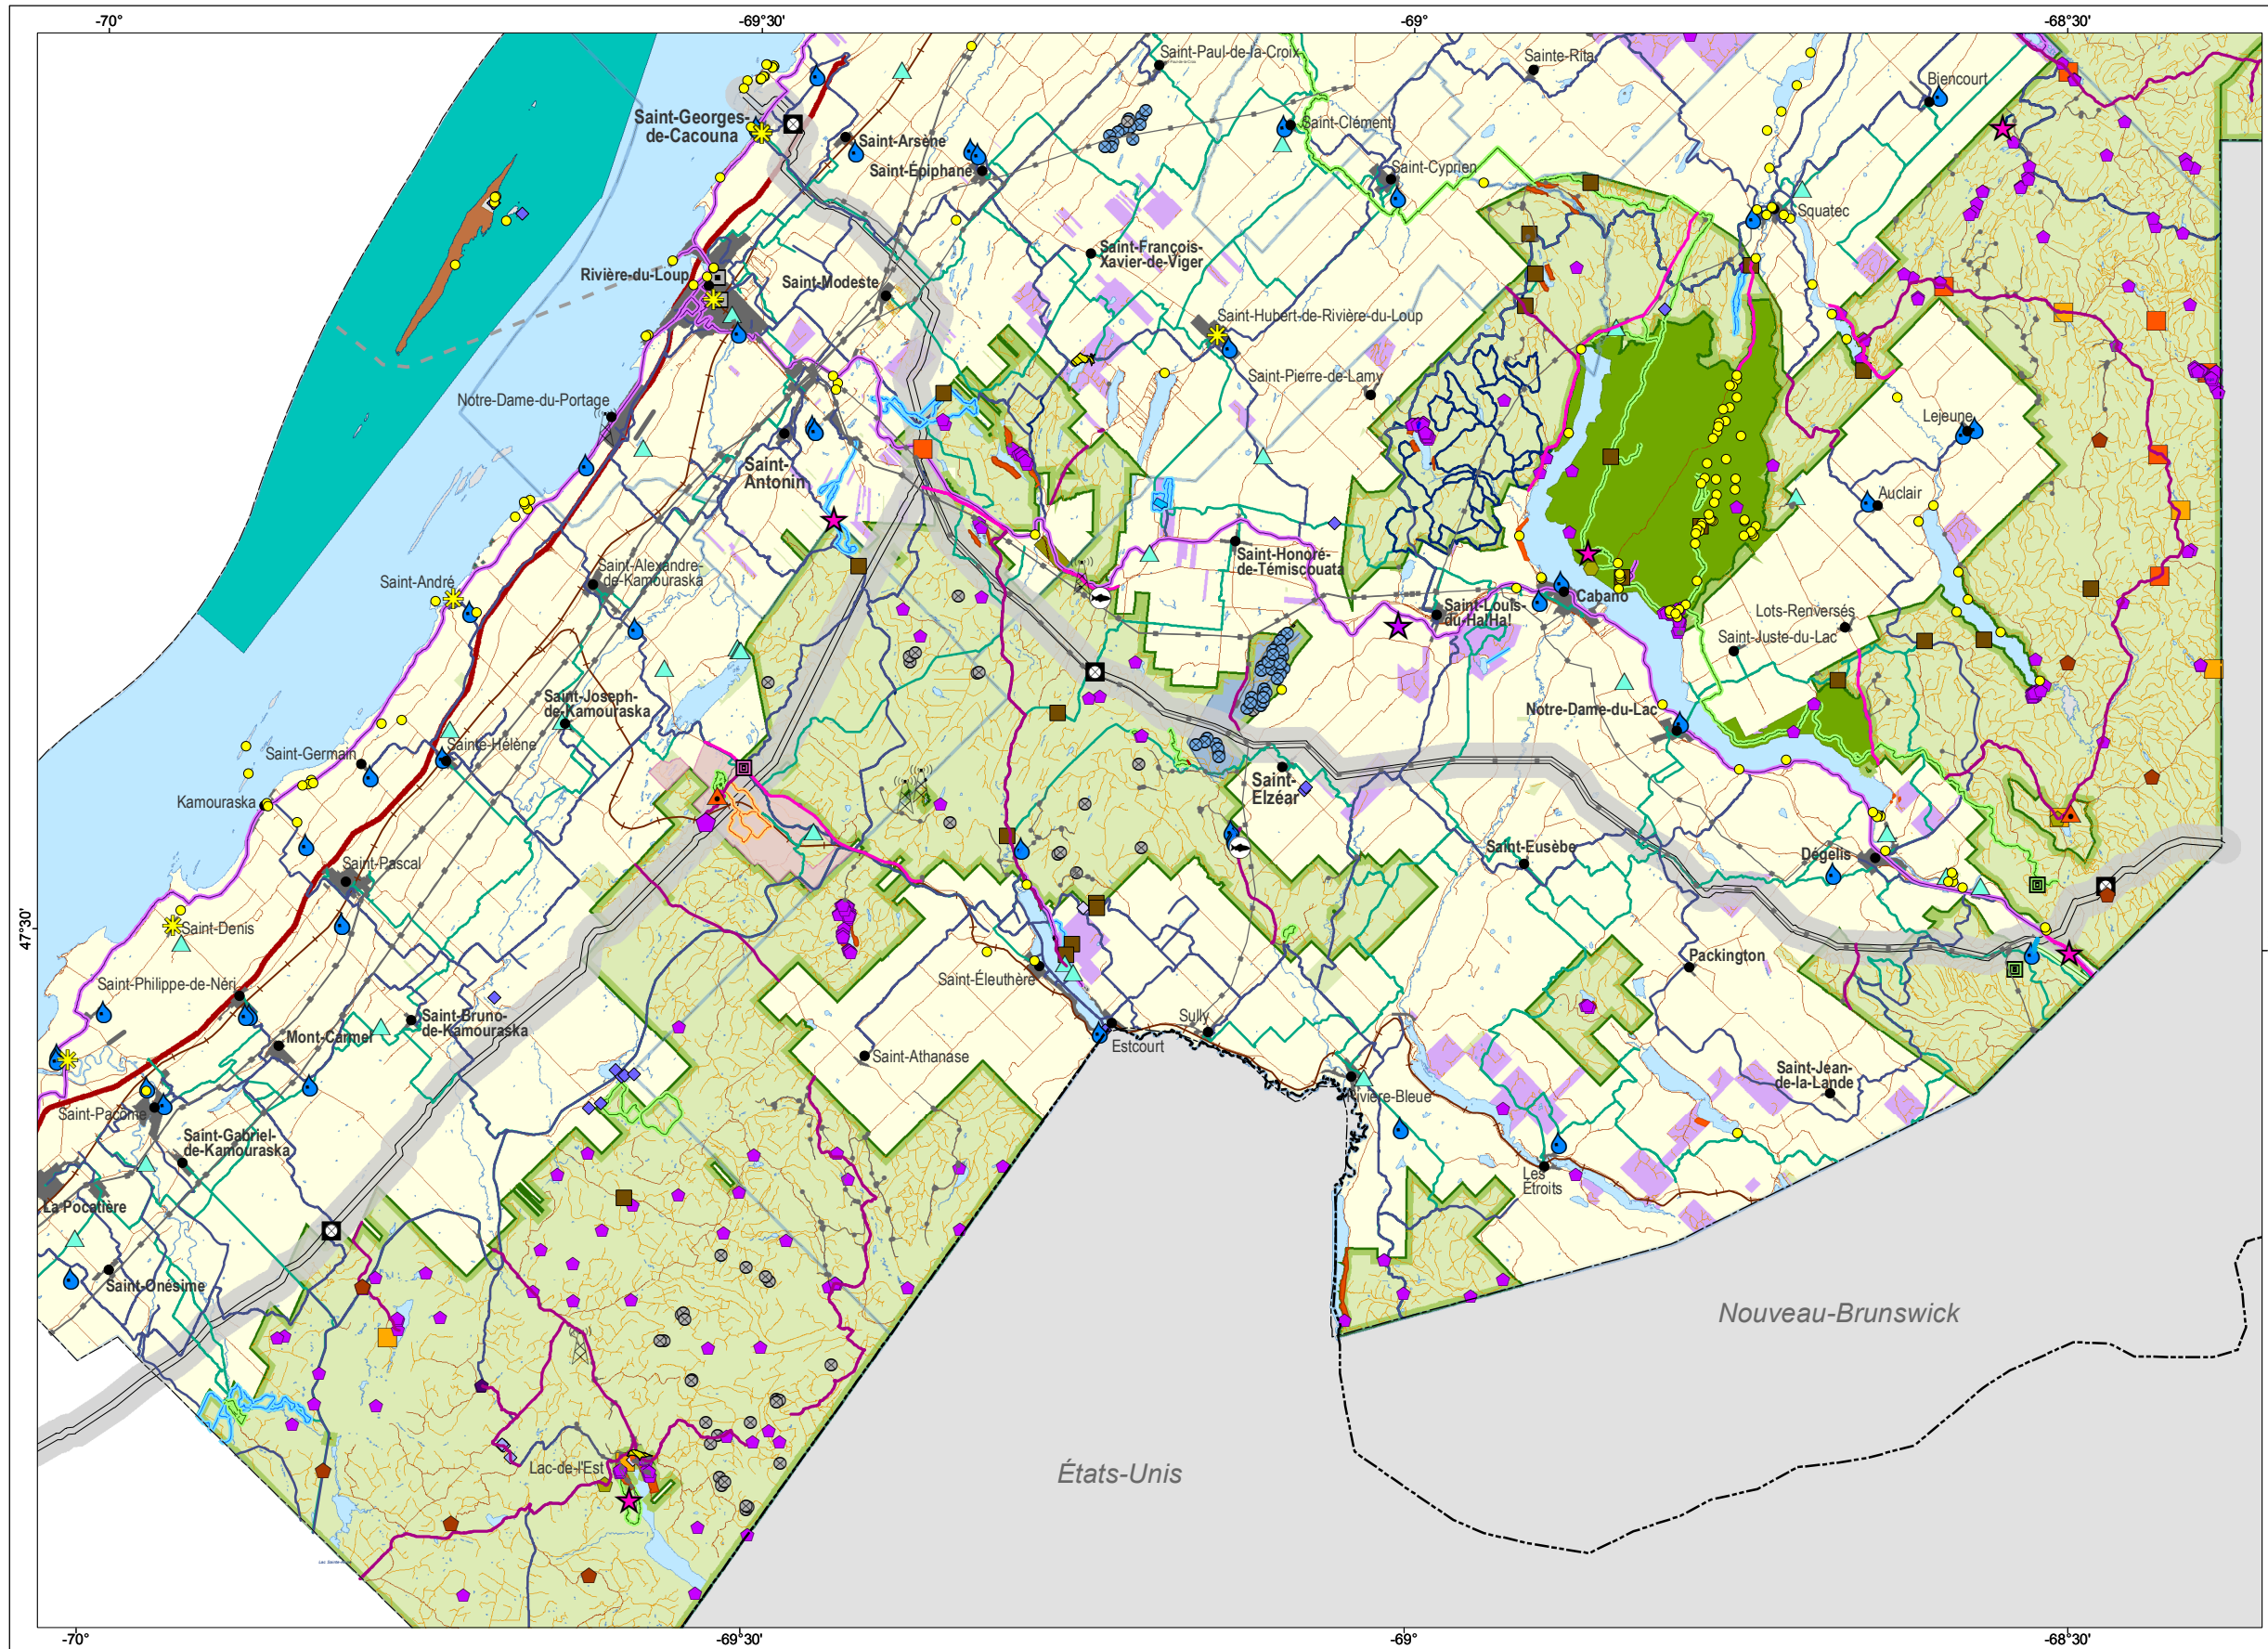 -70°
-69°30'
-69°
-68°30'
Saint-Paul-de-la-Croix
Sainte-Rita
Biencourt
Saint-Georges-
de-Cacouna
Saint-Arsène
Saint-Clément
Saint-Épiphane
Saint-Cyprien
Squatec
Saint-François-
Xavier-de-Viger
Rivière-du-Loup
Saint-Modeste
Saint-Hubert-de-Rivière-du-Loup
Saint-Pierre-de-Lamy
Notre-Dame-du-Portage
Lejeune
Saint-
Antonin
Auclair
Saint-Honoré-
de-Témiscouata
Saint-Alexandre-
de-Kamouraska
Saint-André
Cabano
Saint-Louis-
du-Ha!Ha!
Lots-Renversés
Saint-Juste-du-Lac
Saint-Joseph-
de-Kamouraska
Notre-Dame-du-Lac
Sainte-Hélène
Saint-Germain
Saint-
Elzéar
Kamouraska
Saint-Eusèbe
Dégelis
Saint-Pascal
47°30'
Saint-Denis
Packington
Saint-Éleuthère
Saint-Philippe-de-Néri
Saint-Bruno-
de-Kamouraska
Sully
Mont-Carmel
Estcourt
Saint-Athanase
Saint-Jean-
de-la-Lande
Rivière-Bleue
Saint-Pacôme
Saint-Gabriel-
de-Kamouraska
Les
Étroits
La Pocatière
Saint-Onésime
Nouveau-Brunswick
Lac-de-l'Est
États-Unis
-70°
-69°30'
-69°
-68°30'